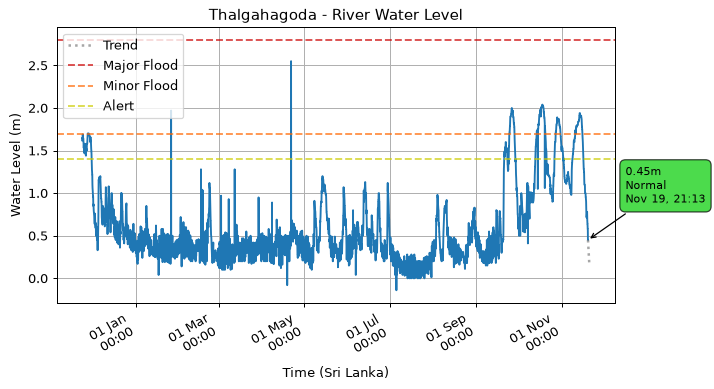 Thalgahagoda - River Water Level
Trend
Major Flood
Minor Flood
Alert
Water Level (m)
2.5
2.0
1.5
1.0
0.5
0.0
0.45m
Normal
Nov 19, 21:13
01 Jan
00:00
01 Mar
00:00
01 May
00:00
01 Jul
00:00
01 Sep
00:00
01 Nov
00:00
Time (Sri Lanka)